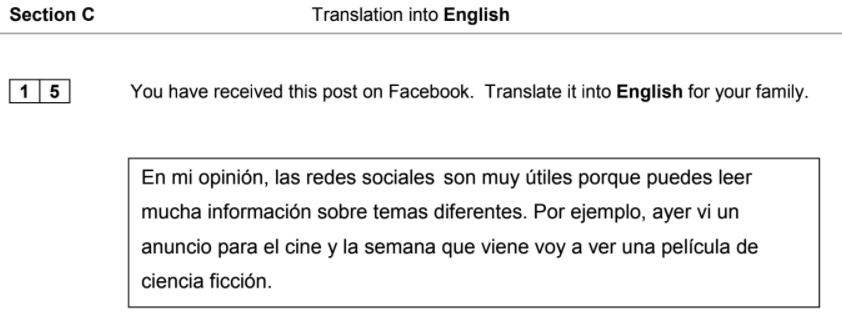 Section C Translation into English
1 5 You have received this post on Facebook. Translate it into English for your family.
En mi opinión, las redes sociales son muy útiles porque puedes leer
mucha información sobre temas diferentes. Por ejemplo, ayer vi un
anuncio para el cine y la semana que viene voy a ver una película de
ciencia ficción.